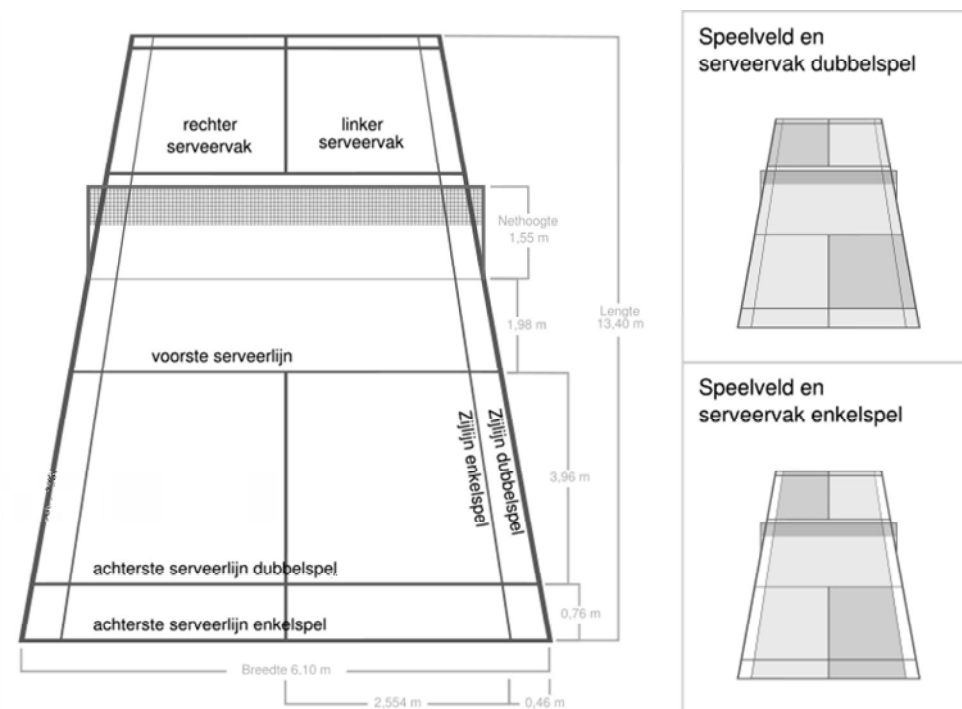 rechter
serveervak
linker
serveervak
Nethoogte
1,55 m
Lengte
13,40 m
1,98 m
voorste serveerlijn
Zijlijn enkelspel
Zijlijn dubbelspel
3,96 m
achterste serveerlijn dubbelspel
0,76 m
achterste serveerlijn enkelspel
Breedte 6.10 m
2,554 m
0,46 m
Speelveld en
serveervak dubbelspel
Speelveld en
serveervak enkelspel